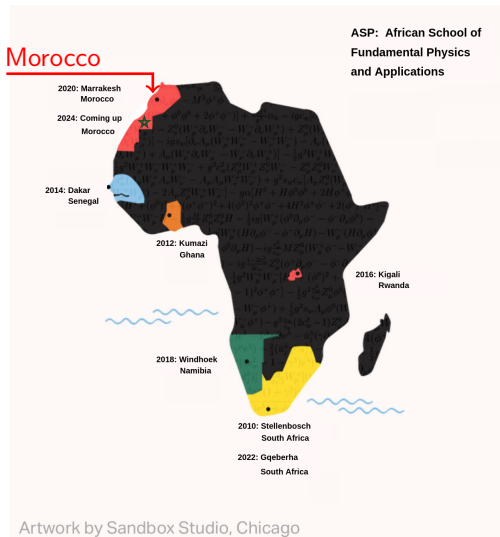 ASP: African School of
Fundamental Physics
and Applications
Morocco
2020: Marrakesh
Morocco
2024: Coming up
Morocco
2014: Dakar
Senegal
2012: Kumazi
Ghana
2016: Kigali
Rwanda
2018: Windhoek
Namibia
2010: Stellenbosch
South Africa
2022: Gqeberha
South Africa
Artwork by Sandbox Studio, Chicago